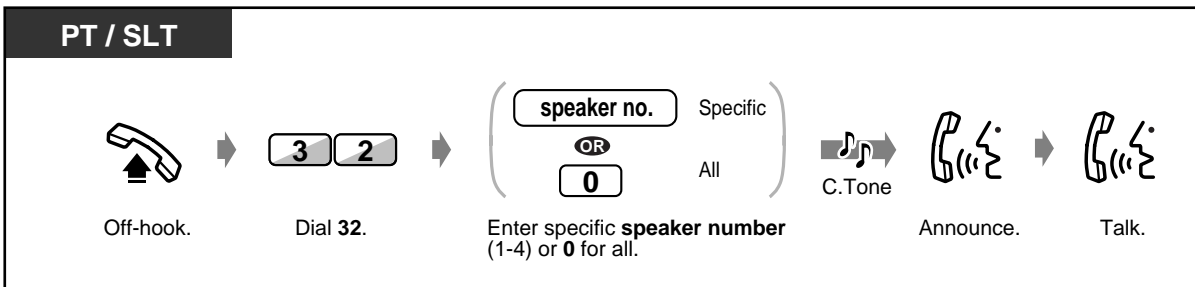 PT / SLT
speaker no. Specific
OR
0 All
3 2
C.Tone
Off-hook.
Dial 32.
Enter specific speaker number
(1-4) or 0 for all.
Announce.
Talk.